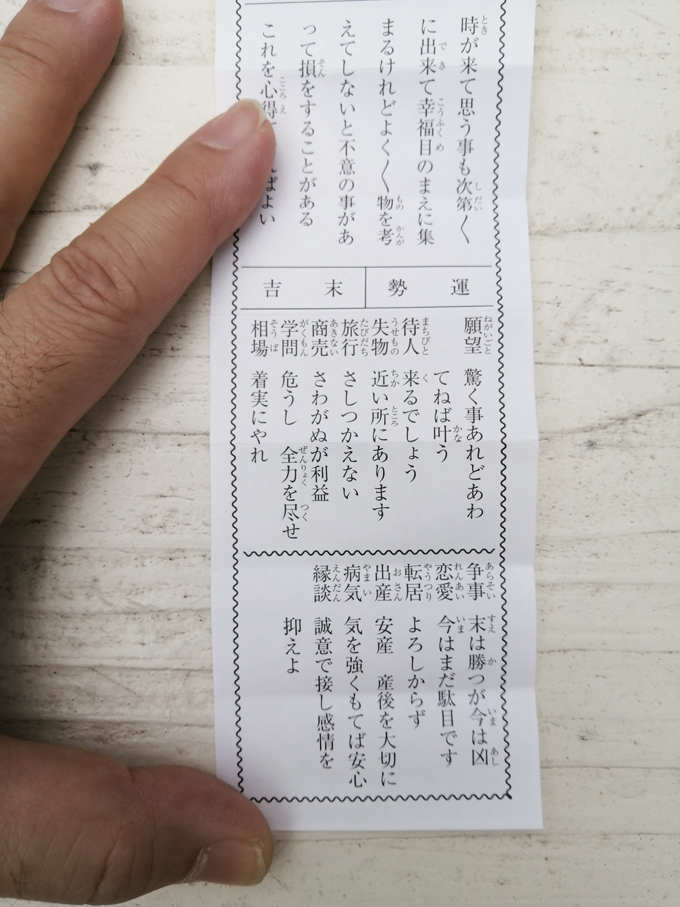 時が来て思う事も次第〱
に出来て幸福目のまえに集
まるけれどよく〱物を考
えてしないと不意の事があ
って損をすることがある
これを心得 ばよい
運勢
末吉
願望 驚く事あれどあわ
てねば叶う
待人 来るでしょう
失物 近い所にあります
旅行 さしつかえない
商売 さわがぬが利益
学問 危うし 全力を尽せ
相場 着実にやれ
争事 末は勝つが今は凶
恋愛 今はまだ駄目です
転居 よろしからず
出産 安産 産後を大切に
病気 気を強くもてば安心
縁談 誠意で接し感情を
抑えよ